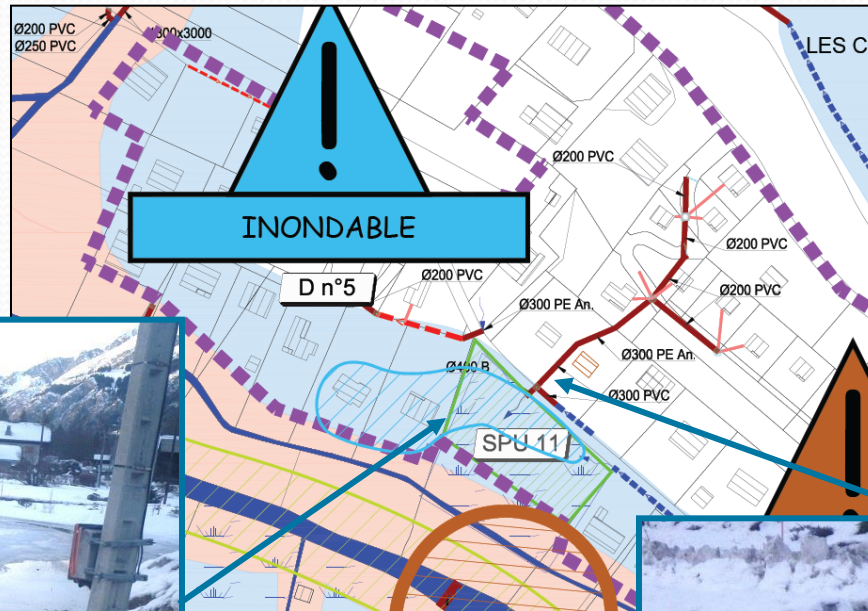 Ø200 PVC
Ø250 PVC
LES C
Ø200 PVC
INONDABLE
Ø200 PVC
Ø200 PVC
D n°5
Ø200 PVC
Ø300 PE An.
Ø300 PE An.
Ø400 B
Ø300 PVC
SPU 11